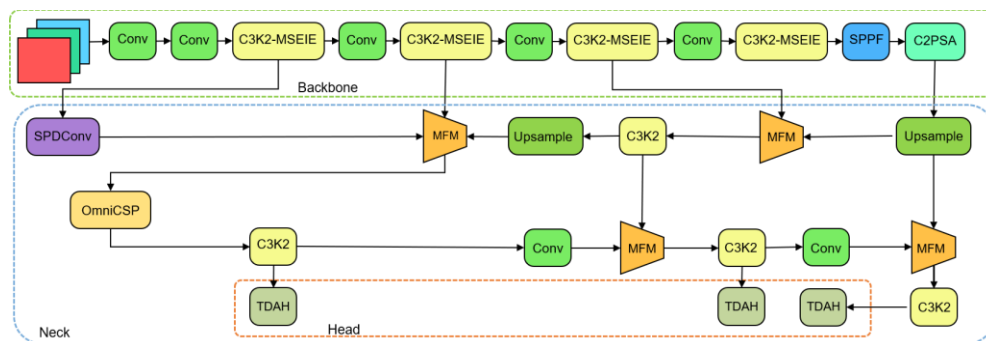 Conv
Conv
C3K2-MSEIE
Conv
C3K2-MSEIE
Conv
C3K2-MSEIE
Conv
C3K2-MSEIE
SPPF
C2PSA
Backbone
SPDConv
MFM
Upsample
C3K2
MFM
Upsample
OmniCSP
C3K2
Conv
MFM
C3K2
Conv
MFM
TDAH
TDAH
TDAH
C3K2
Head
Neck